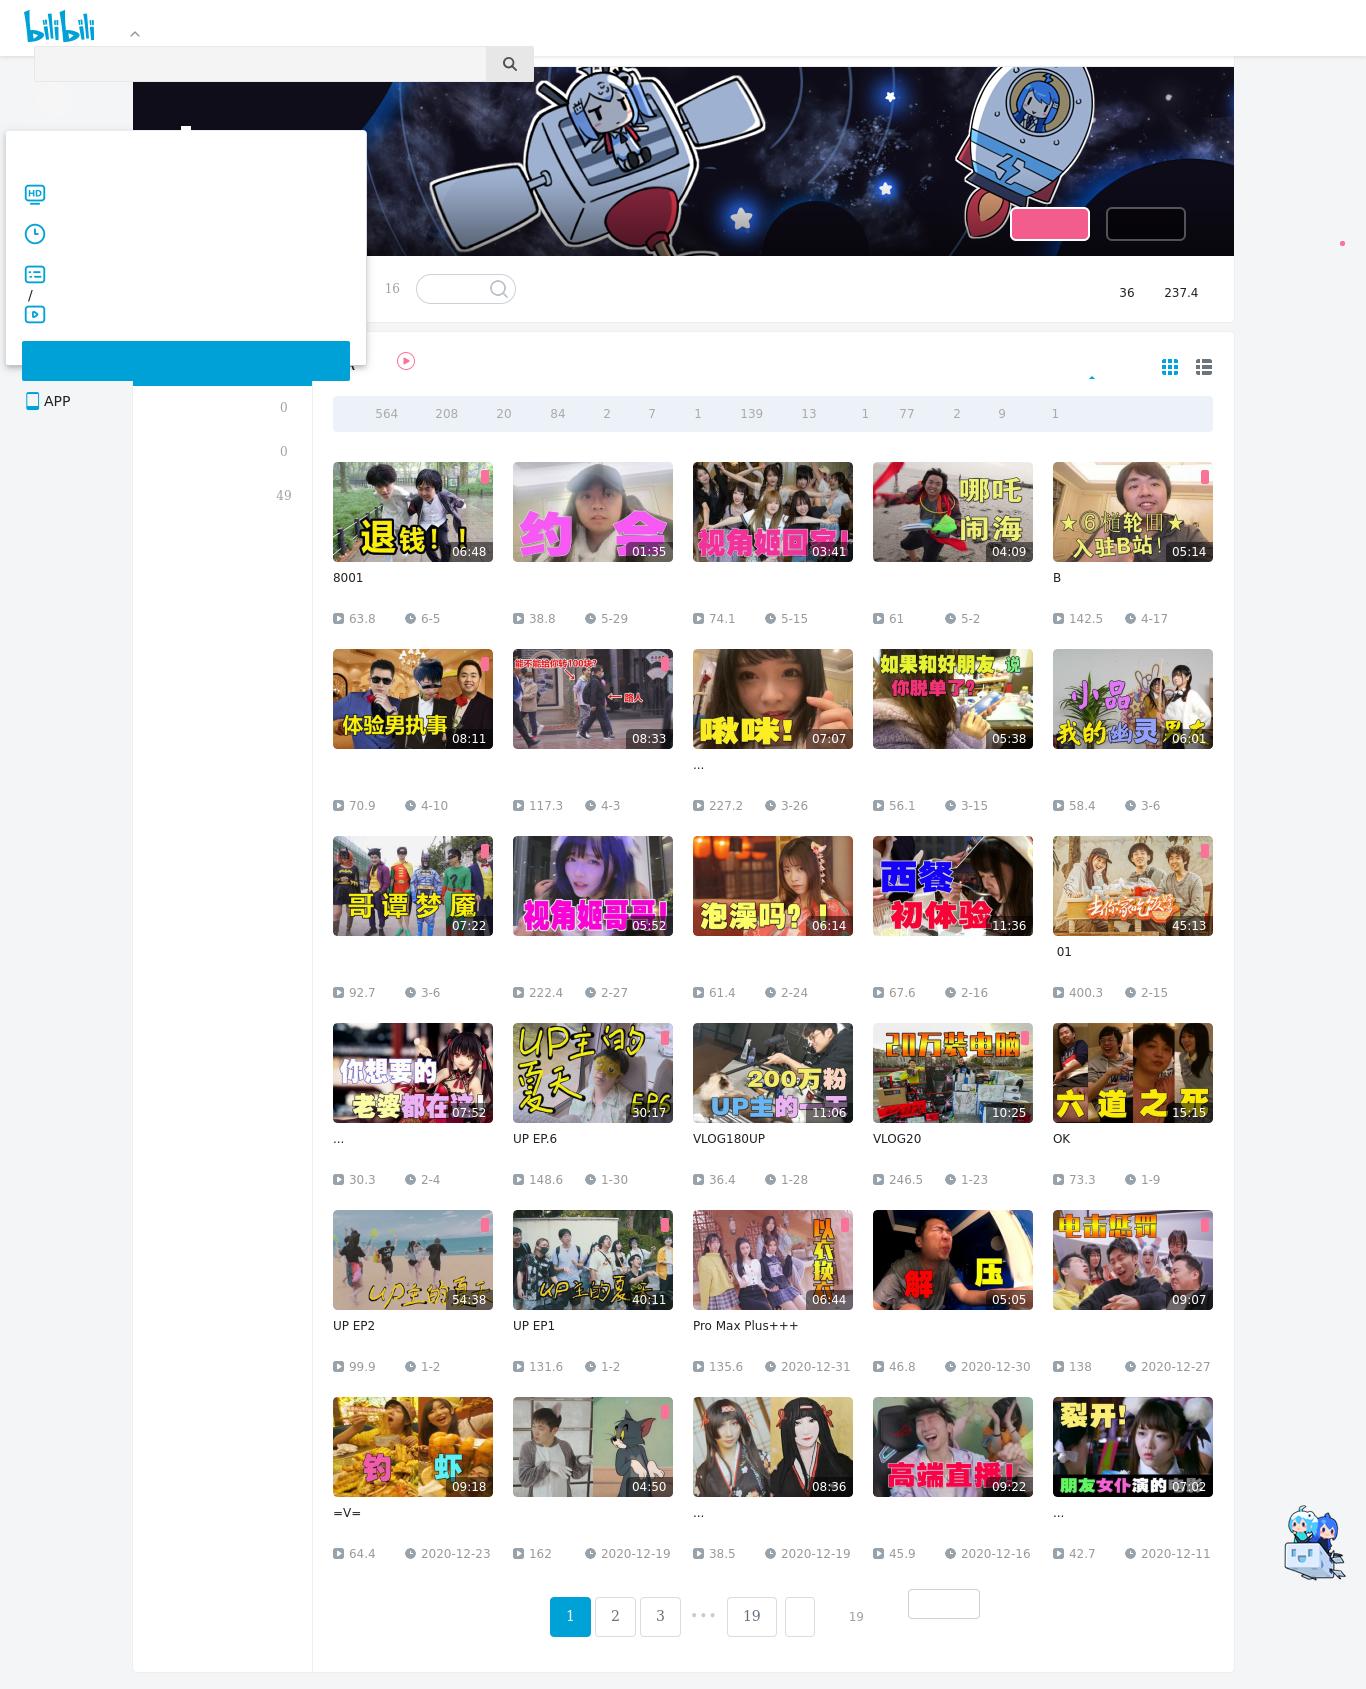 bilibili
HD
16
/
36 237.4
APP
0
0
49
564 208 20 84 2 7 1 139 13 1 77 2 9 1
退钱！！
06:48
约会
01:35
视角姬回家!
03:41
哪吒
闹海
04:09
入驻B站!
05:14
8001
B
63.8 6-5
38.8 5-29
74.1 5-15
61 5-2
142.5 4-17
体验男执事
08:11
能不能给你转100块?
路人
08:33
啾咪!
07:07
如果和好朋友说
你脱单了?
05:38
小品
我的幽灵男友
06:01
...
70.9 4-10
117.3 4-3
227.2 3-26
56.1 3-15
58.4 3-6
哥谭梦魇
07:22
视角姬哥哥!
05:52
泡澡吗？！
06:14
西餐
初体验
11:36
去你家吃饭好吗
45:13
01
92.7 3-6
222.4 2-27
61.4 2-24
67.6 2-16
400.3 2-15
你想要的
老婆都在这!
07:52
UP主的
夏天
EP6
30:17
200万粉
UP主的一天
11:06
20万装电脑
10:25
六道之死
15:15
...
UP EP.6
VLOG180UP
VLOG20
OK
30.3 2-4
148.6 1-30
36.4 1-28
246.5 1-23
73.3 1-9
UP主的夏天
54:38
UP主的夏天
40:11
以衣换衣
06:44
解压
05:05
电击惩罚
09:07
UP EP2
UP EP1
Pro Max Plus+++
99.9 1-2
131.6 1-2
135.6 2020-12-31
46.8 2020-12-30
138 2020-12-27
钓虾
09:18
04:50
08:36
高端直播!
09:22
裂开!
朋友女仆演的
07:02
=V=
...
...
64.4 2020-12-23
162 2020-12-19
38.5 2020-12-19
45.9 2020-12-16
42.7 2020-12-11
1 2 3 ••• 19 19